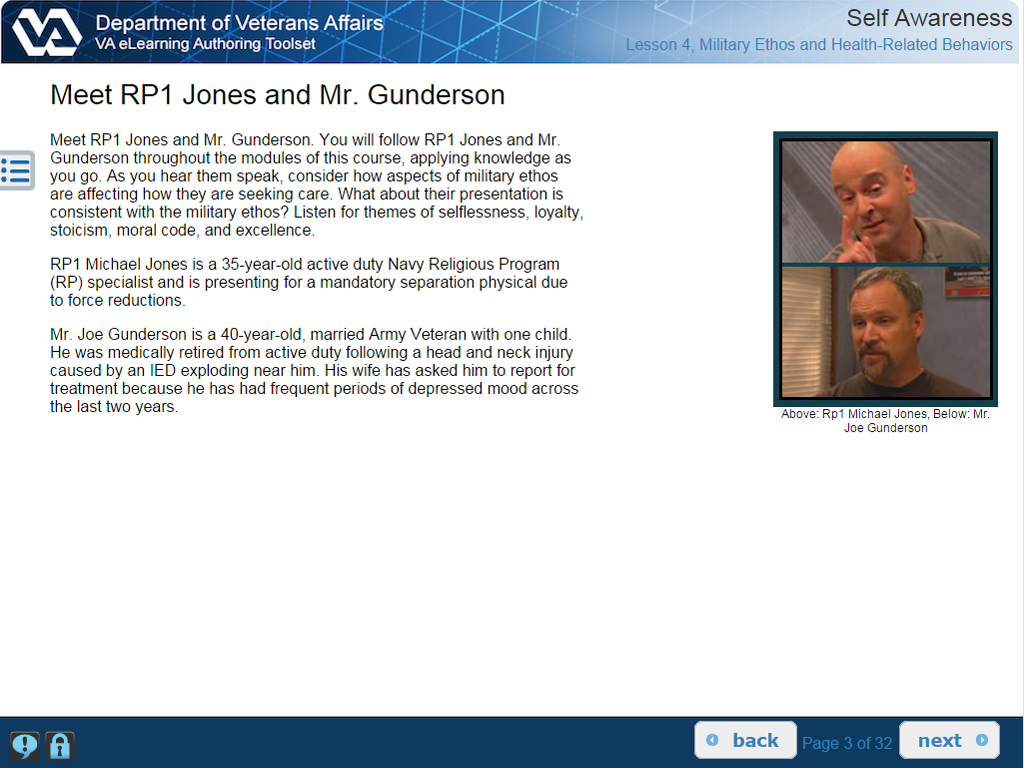 VA
Department of Veterans Affairs
VA eLearning Authoring Toolset
Self Awareness
Lesson 4, Military Ethos and Health-Related Behaviors
Meet RP1 Jones and Mr. Gunderson
Meet RP1 Jones and Mr. Gunderson. You will follow RP1 Jones and Mr.
Gunderson throughout the modules of this course, applying knowledge as
you go. As you hear them speak, consider how aspects of military ethos
are affecting how they are seeking care. What about their presentation is
consistent with the military ethos? Listen for themes of selflessness, loyalty,
stoicism, moral code, and excellence.
RP1 Michael Jones is a 35-year-old active duty Navy Religious Program
(RP) specialist and is presenting for a mandatory separation physical due
to force reductions.
Mr. Joe Gunderson is a 40-year-old, married Army Veteran with one child.
He was medically retired from active duty following a head and neck injury
caused by an IED exploding near him. His wife has asked him to report for
treatment because he has had frequent periods of depressed mood across
the last two years.
Above: Rp1 Michael Jones, Below: Mr.
Joe Gunderson
back
Page 3 of 32
next